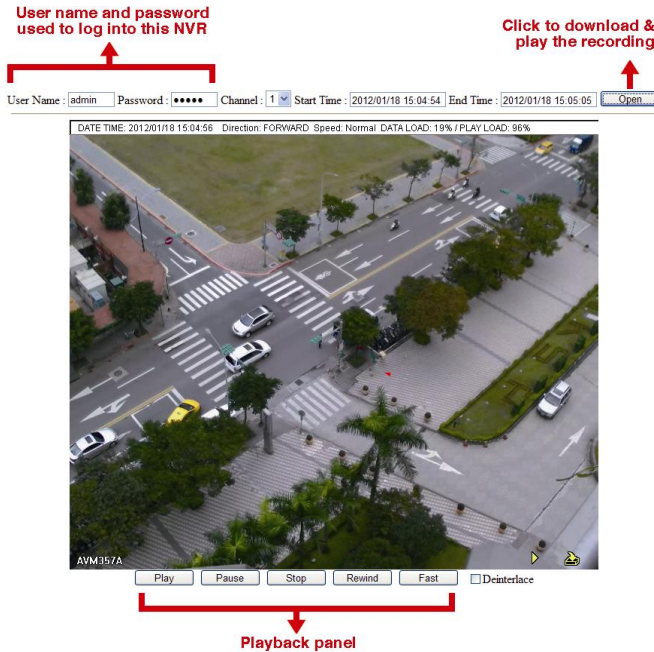 User name and password
used to log into this NVR
Click to download &
play the recording
User Name : admin Password : ●●●●● Channel : 1 Start Time : 2012/01/18 15:04:54 End Time : 2012/01/18 15:05:05 Open
DATE TIME: 2012/01/18 15:04:56 Direction: FORWARD Speed: Normal DATA LOAD: 19% / PLAY LOAD: 96%
AVM357A
Play Pause Stop Rewind Fast Deinterlace
Playback panel